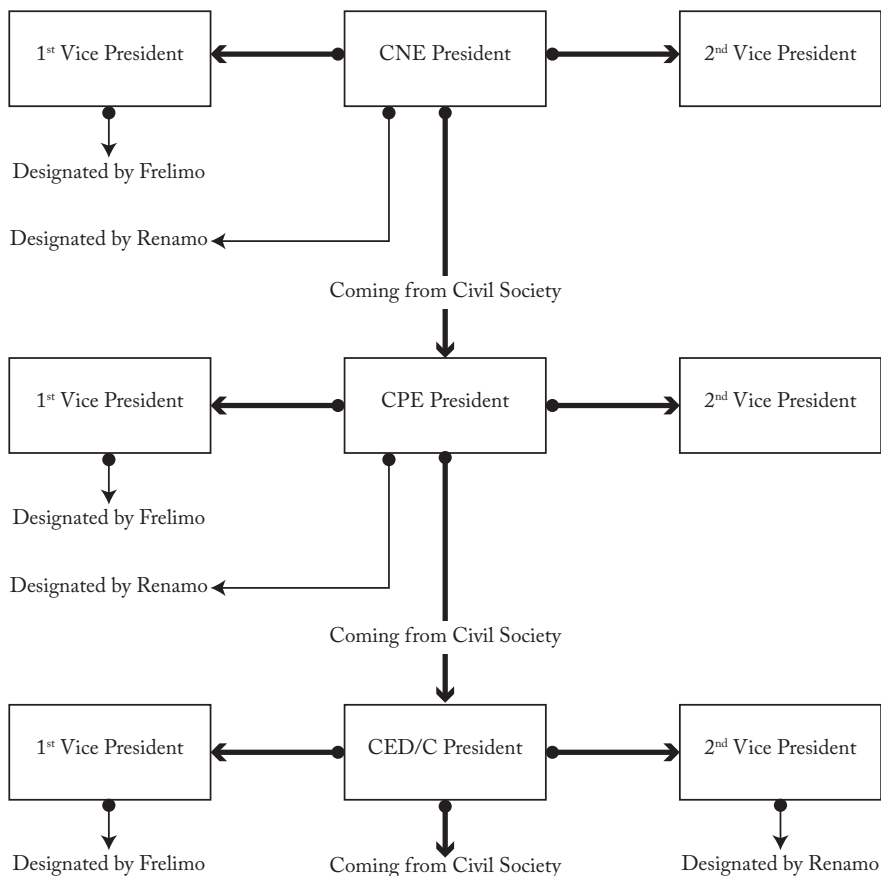 1st Vice President
CNE President
2nd Vice President
Designated by Frelimo
Designated by Renamo
Coming from Civil Society
1st Vice President
CPE President
2nd Vice President
Designated by Frelimo
Designated by Renamo
Coming from Civil Society
1st Vice President
CED/C President
2nd Vice President
Designated by Frelimo
Coming from Civil Society
Designated by Renamo